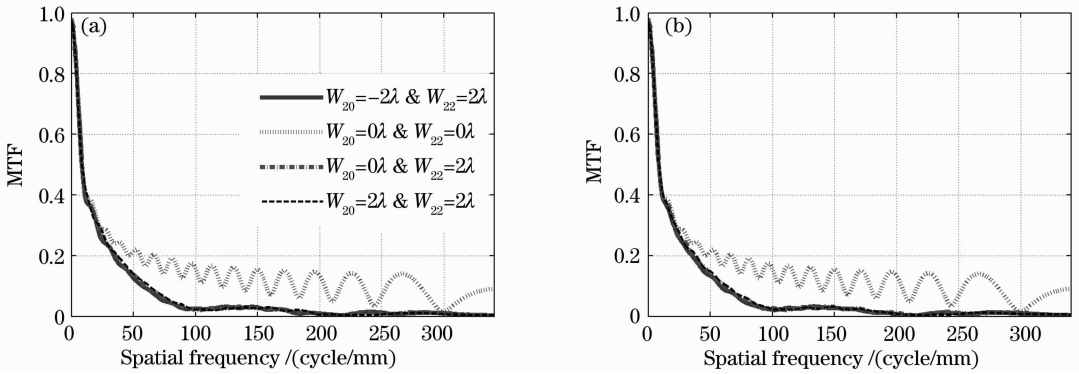 (a)
MTF
1.0
0.8
0.6
0.4
0.2
0
W₂₀=−2λ & W₂₂=2λ
W₂₀=0λ & W₂₂=0λ
W₂₀=0λ & W₂₂=2λ
W₂₀=2λ & W₂₂=2λ
0 50 100 150 200 250 300
Spatial frequency /(cycle/mm)
(b)
MTF
1.0
0.8
0.6
0.4
0.2
0
0 50 100 150 200 250 300
Spatial frequency /(cycle/mm)